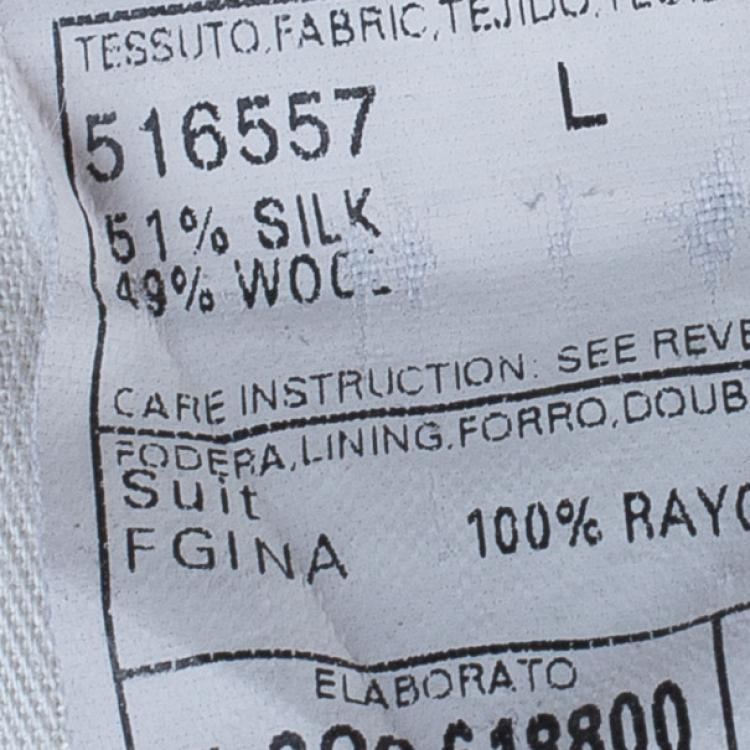 TESSUTO,FABRIC,TEJIDO,
516557 L
51% SILK
49% WOOL
CARE INSTRUCTION: SEE REVE
FODERA,LINING,FORRO,DOUB
Suit
FGINA 100% RAYO
ELABORATO